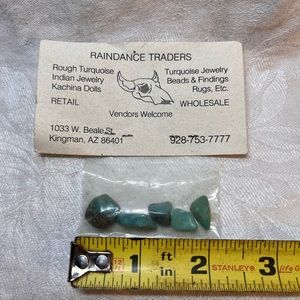 RAINDANCE TRADERS
Rough Turquoise
Indian Jewelry
Kachina Dolls
Turquoise Jewelry
Beads & Findings
Rugs, Etc.
RETAIL
WHOLESALE
Vendors Welcome
1033 W. Beale St.
Kingman, AZ 86401
928-753-7777
1
ft
2
STANLEY
3